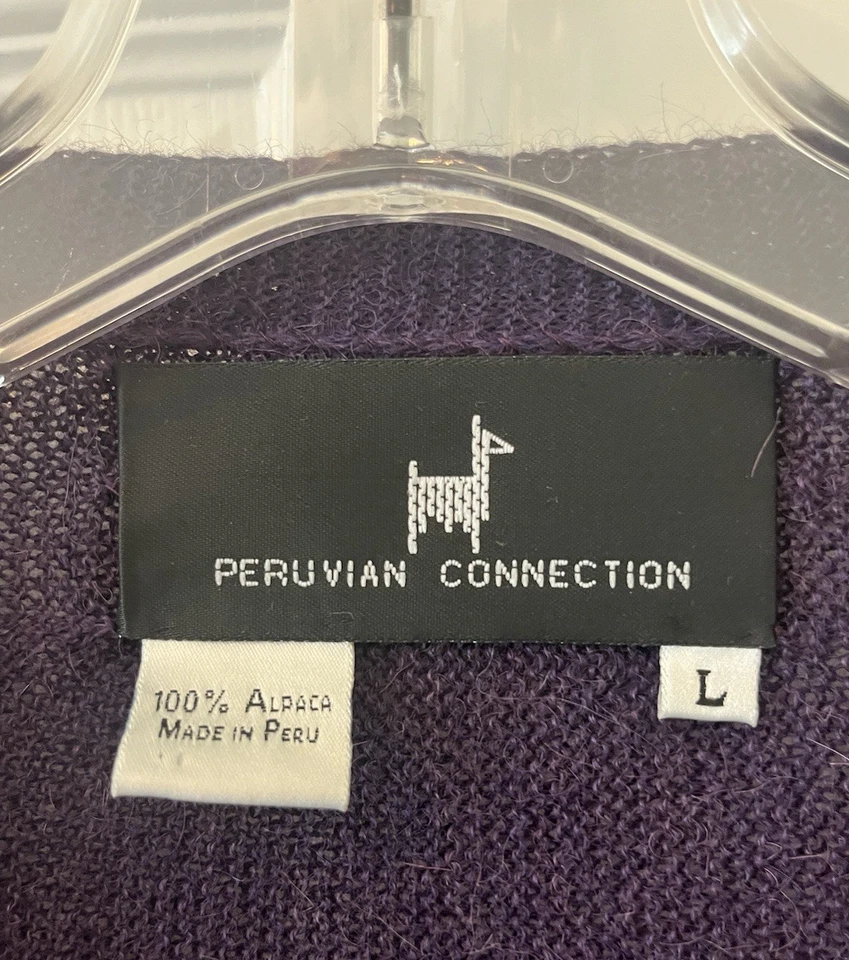 PERUVIAN CONNECTION
100% ALPACA
MADE IN PERU
L